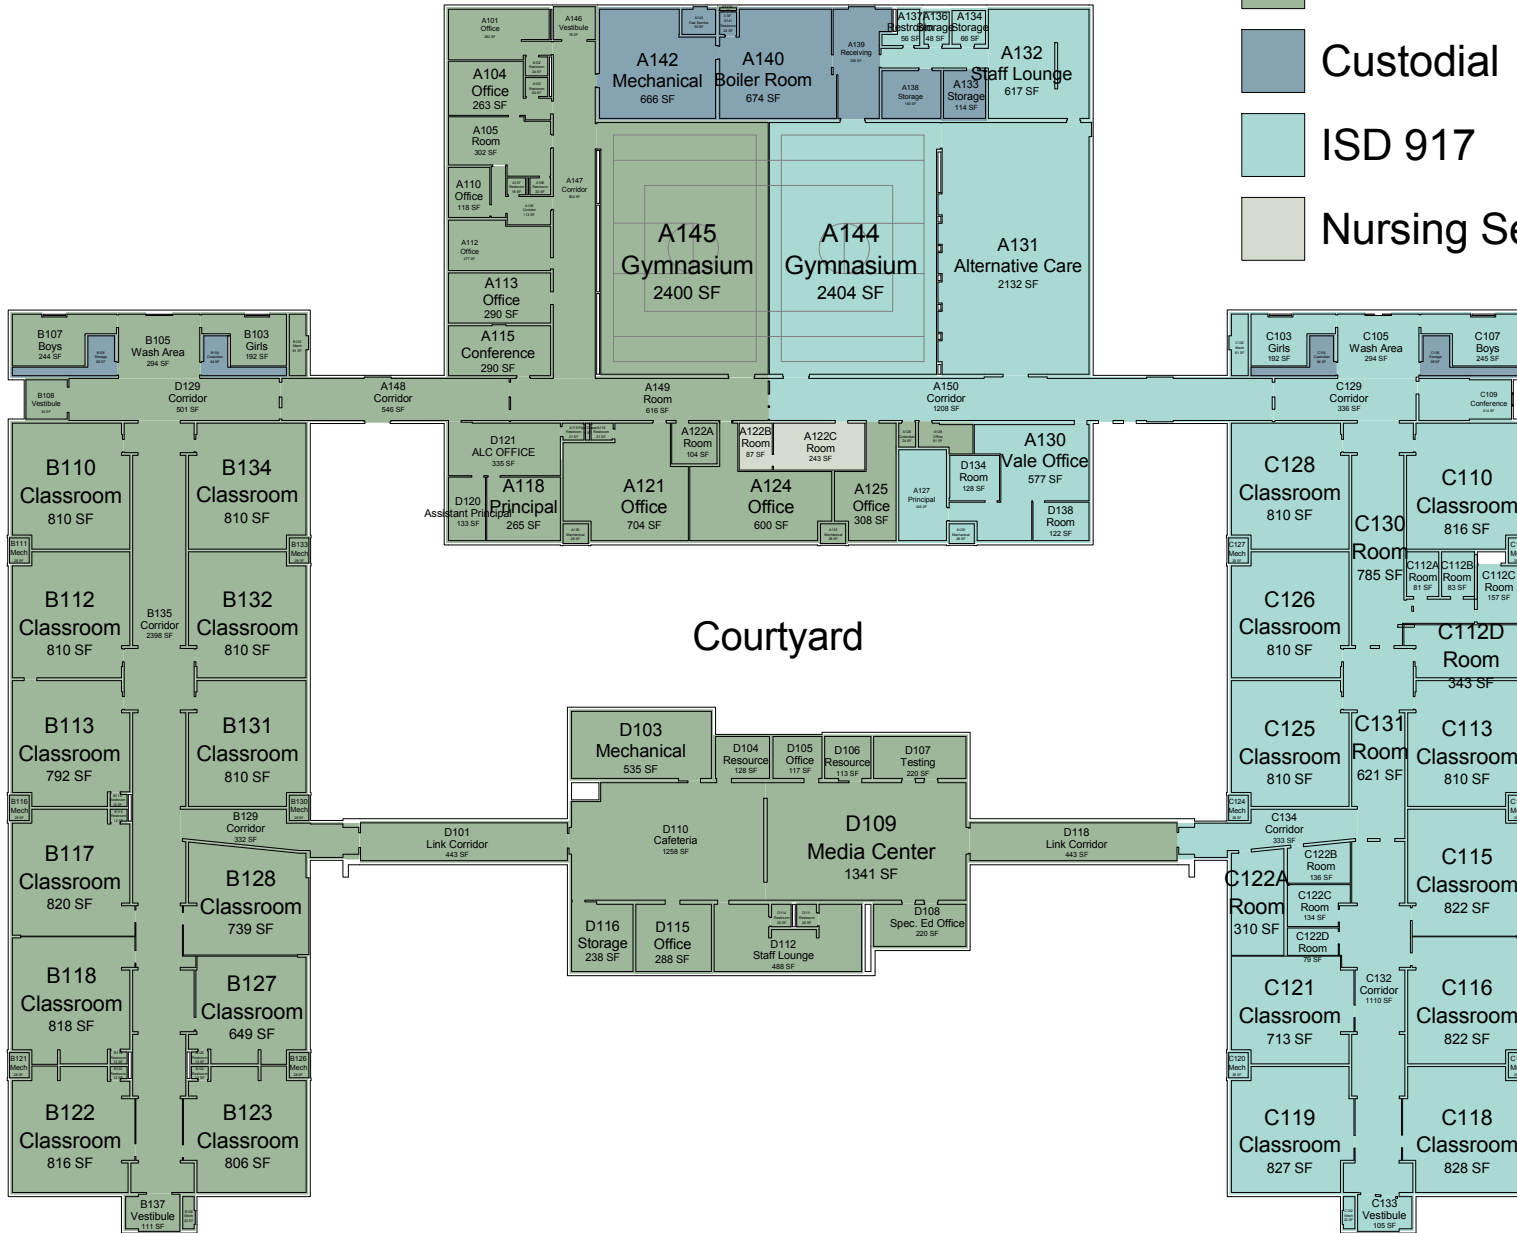 Custodial
ISD 917
Nursing Se
A101
Office
A146
Vestibule
A104
Office
263 SF
A105
Room
302 SF
A110
Office
118 SF
A112
Office
A113
Office
290 SF
A115
Conference
290 SF
A147
Corridor
A142
Mechanical
666 SF
A140
Boiler Room
674 SF
A139
Receiving
A137
Restroom
56 SF
A136
Storage
48 SF
A134
Storage
66 SF
A138
Storage
A133
Storage
114 SF
A132
Staff Lounge
617 SF
A145
Gymnasium
2400 SF
A144
Gymnasium
2404 SF
A131
Alternative Care
2132 SF
B107
Boys
244 SF
B105
Wash Area
294 SF
B103
Girls
192 SF
B108
Vestibule
D129
Corridor
501 SF
A148
Corridor
546 SF
A149
Room
616 SF
A150
Corridor
1208 SF
C103
Girls
192 SF
C105
Wash Area
294 SF
C107
Boys
245 SF
C129
Corridor
336 SF
C109
Conference
D121
ALC OFFICE
335 SF
D120
Assistant Principal
133 SF
A118
Principal
265 SF
A121
Office
704 SF
A122A
Room
104 SF
A122B
Room
87 SF
A122C
Room
243 SF
A124
Office
600 SF
A125
Office
308 SF
A127
Principal
A130
Vale Office
577 SF
D134
Room
128 SF
D138
Room
122 SF
B110
Classroom
810 SF
B134
Classroom
810 SF
B111
Mech
B133
Mech
B112
Classroom
810 SF
B135
Corridor
2398 SF
B132
Classroom
810 SF
B113
Classroom
792 SF
B131
Classroom
810 SF
B116
Mech
B130
Mech
B129
Corridor
332 SF
B117
Classroom
820 SF
B128
Classroom
739 SF
B118
Classroom
818 SF
B127
Classroom
649 SF
B121
Mech
B126
Mech
B122
Classroom
816 SF
B123
Classroom
806 SF
B137
Vestibule
111 SF
Courtyard
D103
Mechanical
535 SF
D104
Resource
128 SF
D105
Office
117 SF
D106
Resource
113 SF
D107
Testing
220 SF
D101
Link Corridor
443 SF
D110
Cafeteria
1258 SF
D109
Media Center
1341 SF
D118
Link Corridor
443 SF
D116
Storage
238 SF
D115
Office
288 SF
D112
Staff Lounge
488 SF
D108
Spec. Ed Office
220 SF
C128
Classroom
810 SF
C110
Classroom
816 SF
C130
Room
785 SF
C127
Mech
C112A
Room
81 SF
C112B
Room
83 SF
C112C
Room
157 SF
C126
Classroom
810 SF
C112D
Room
343 SF
C125
Classroom
810 SF
C131
Room
621 SF
C113
Classroom
810 SF
C124
Mech
C134
Corridor
333 SF
C122A
Room
310 SF
C122B
Room
136 SF
C122C
Room
134 SF
C122D
Room
79 SF
C115
Classroom
822 SF
C121
Classroom
713 SF
C132
Corridor
1110 SF
C116
Classroom
822 SF
C120
Mech
C119
Classroom
827 SF
C118
Classroom
828 SF
C133
Vestibule
105 SF